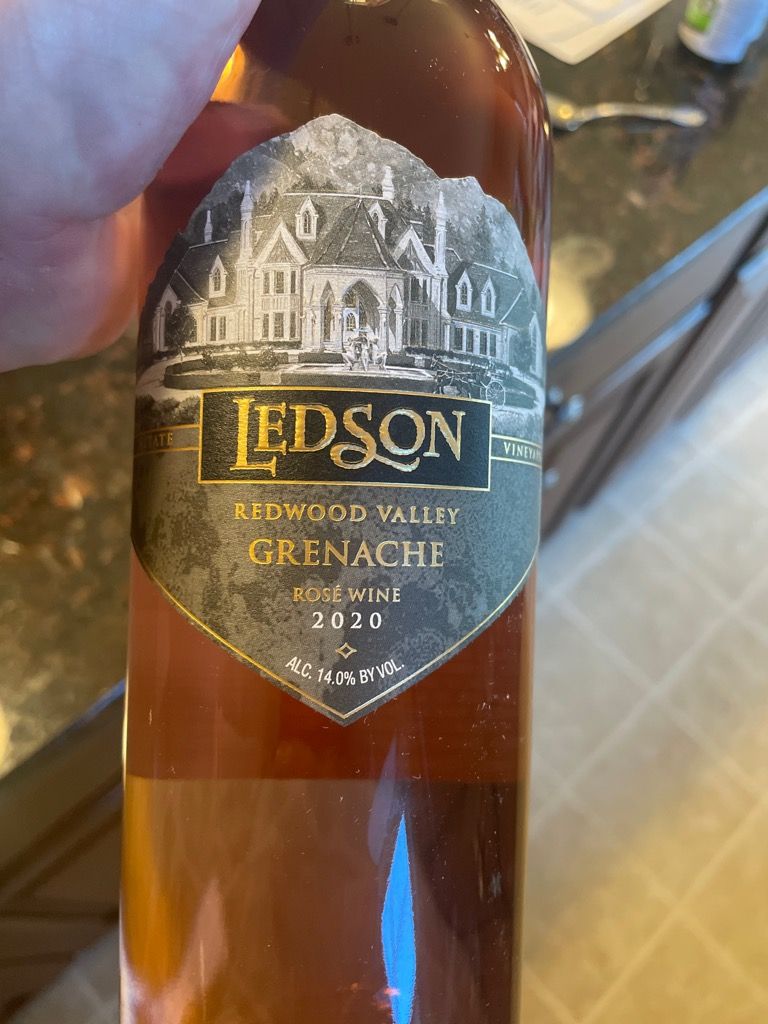 LEDSON
REDWOOD VALLEY
GRENACHE
ROSÉ WINE
2020
ALC. 14.0% BY VOL.